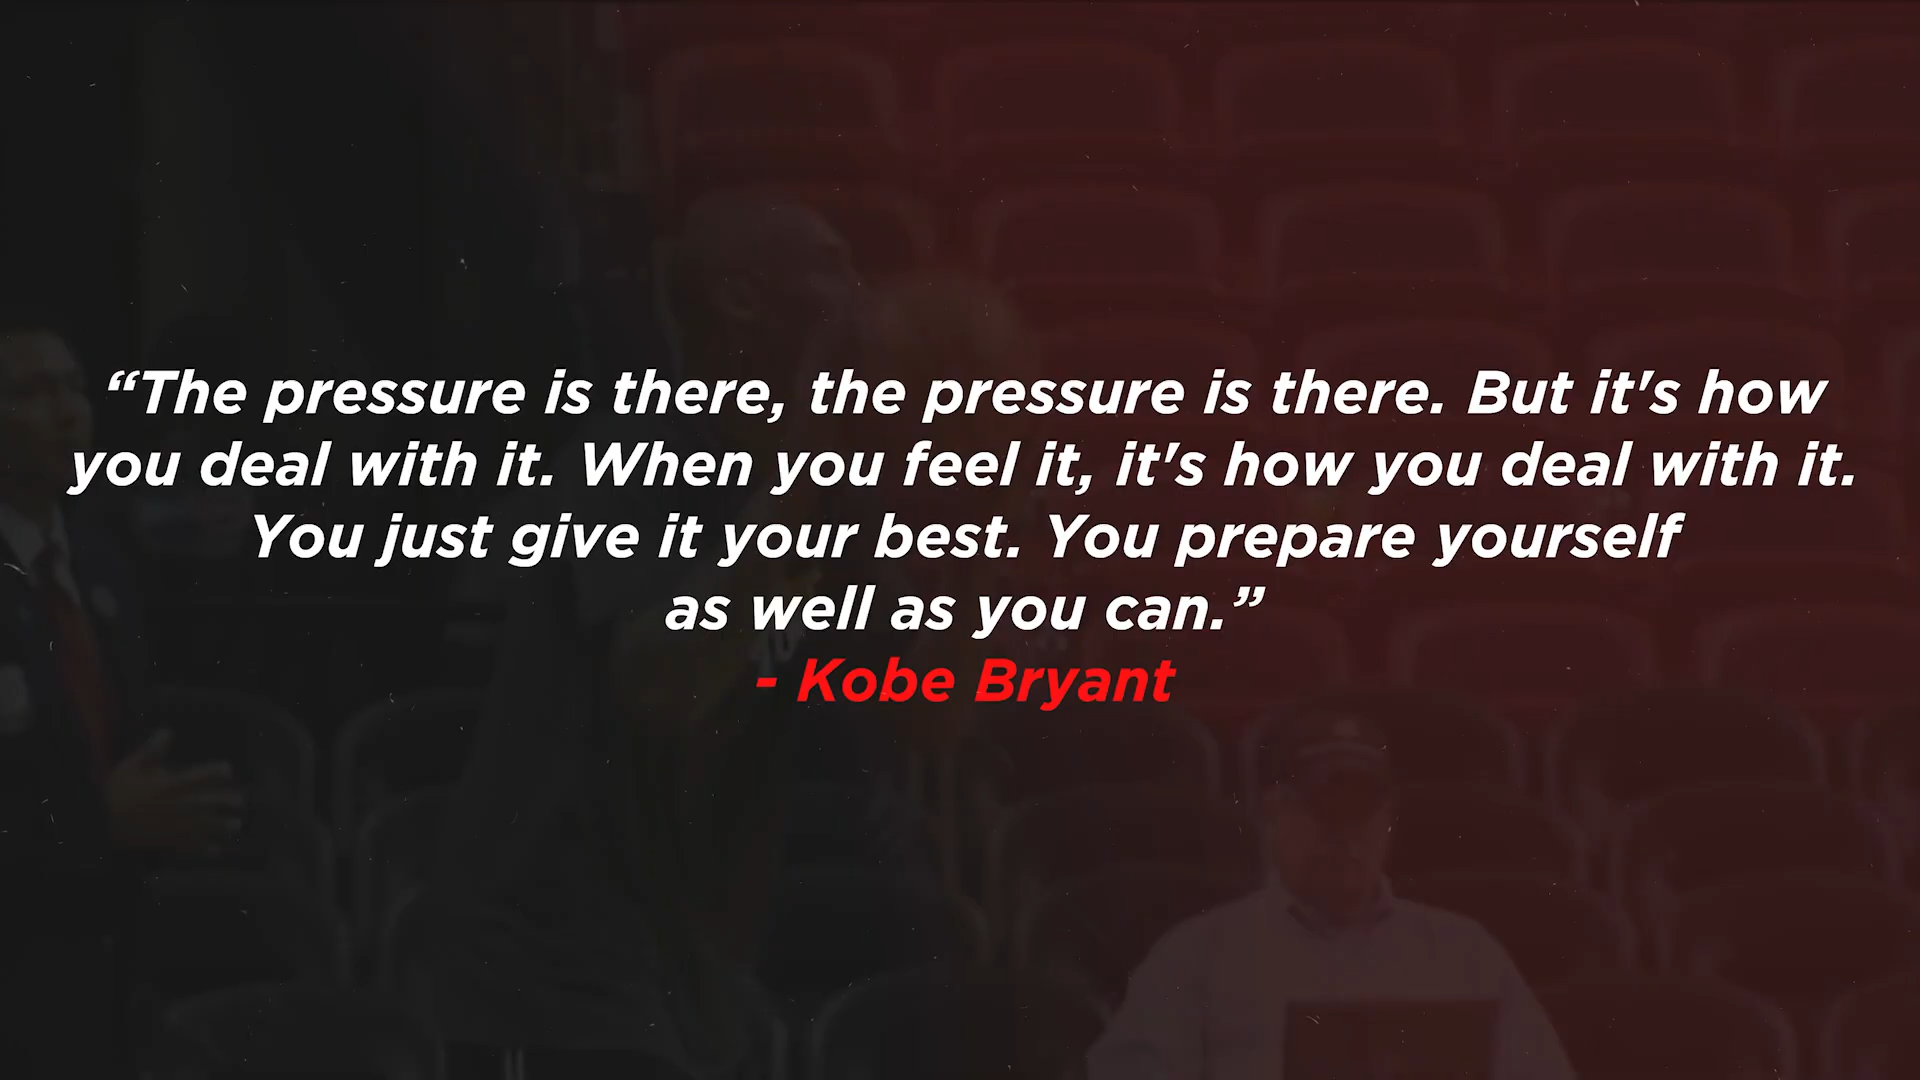 “The pressure is there, the pressure is there. But it's how
you deal with it. When you feel it, it's how you deal with it.
You just give it your best. You prepare yourself
as well as you can.”
- Kobe Bryant